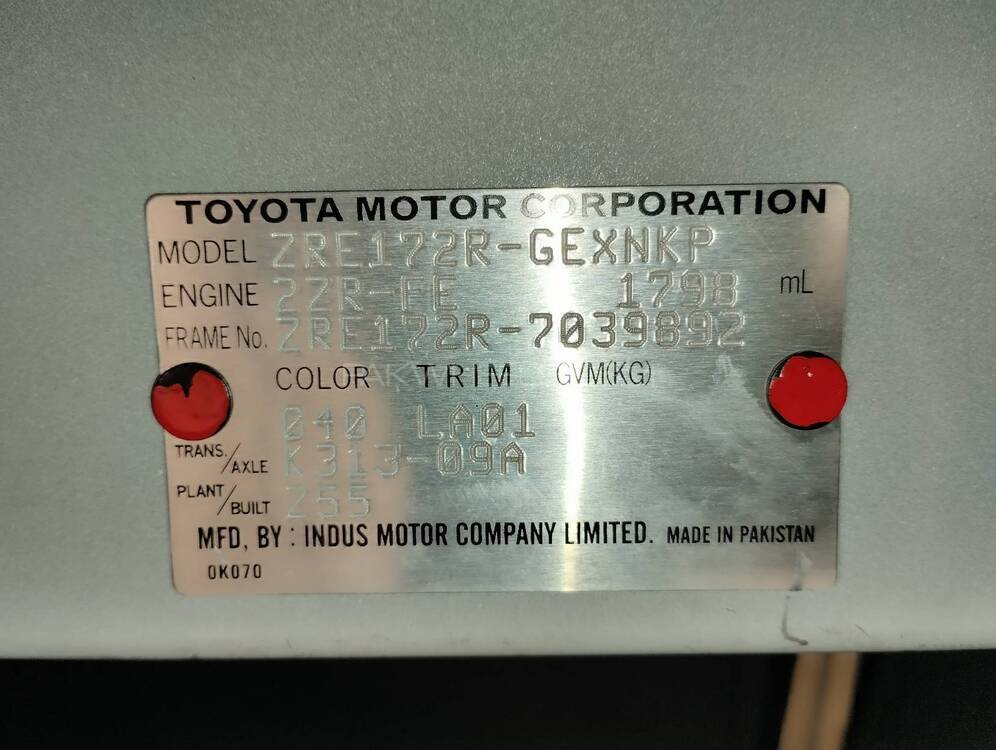 TOYOTA MOTOR CORPORATION
MODEL ZRE172R-GEXNKP
ENGINE 2ZR-FE 1798 mL
FRAME No. ZRE172R-7039892
COLOR TRIM GVM(KG)
040 LA01
TRANS./AXLE K313-09A
PLANT/BUILT Z55
MFD, BY : INDUS MOTOR COMPANY LIMITED. MADE IN PAKISTAN
0K070